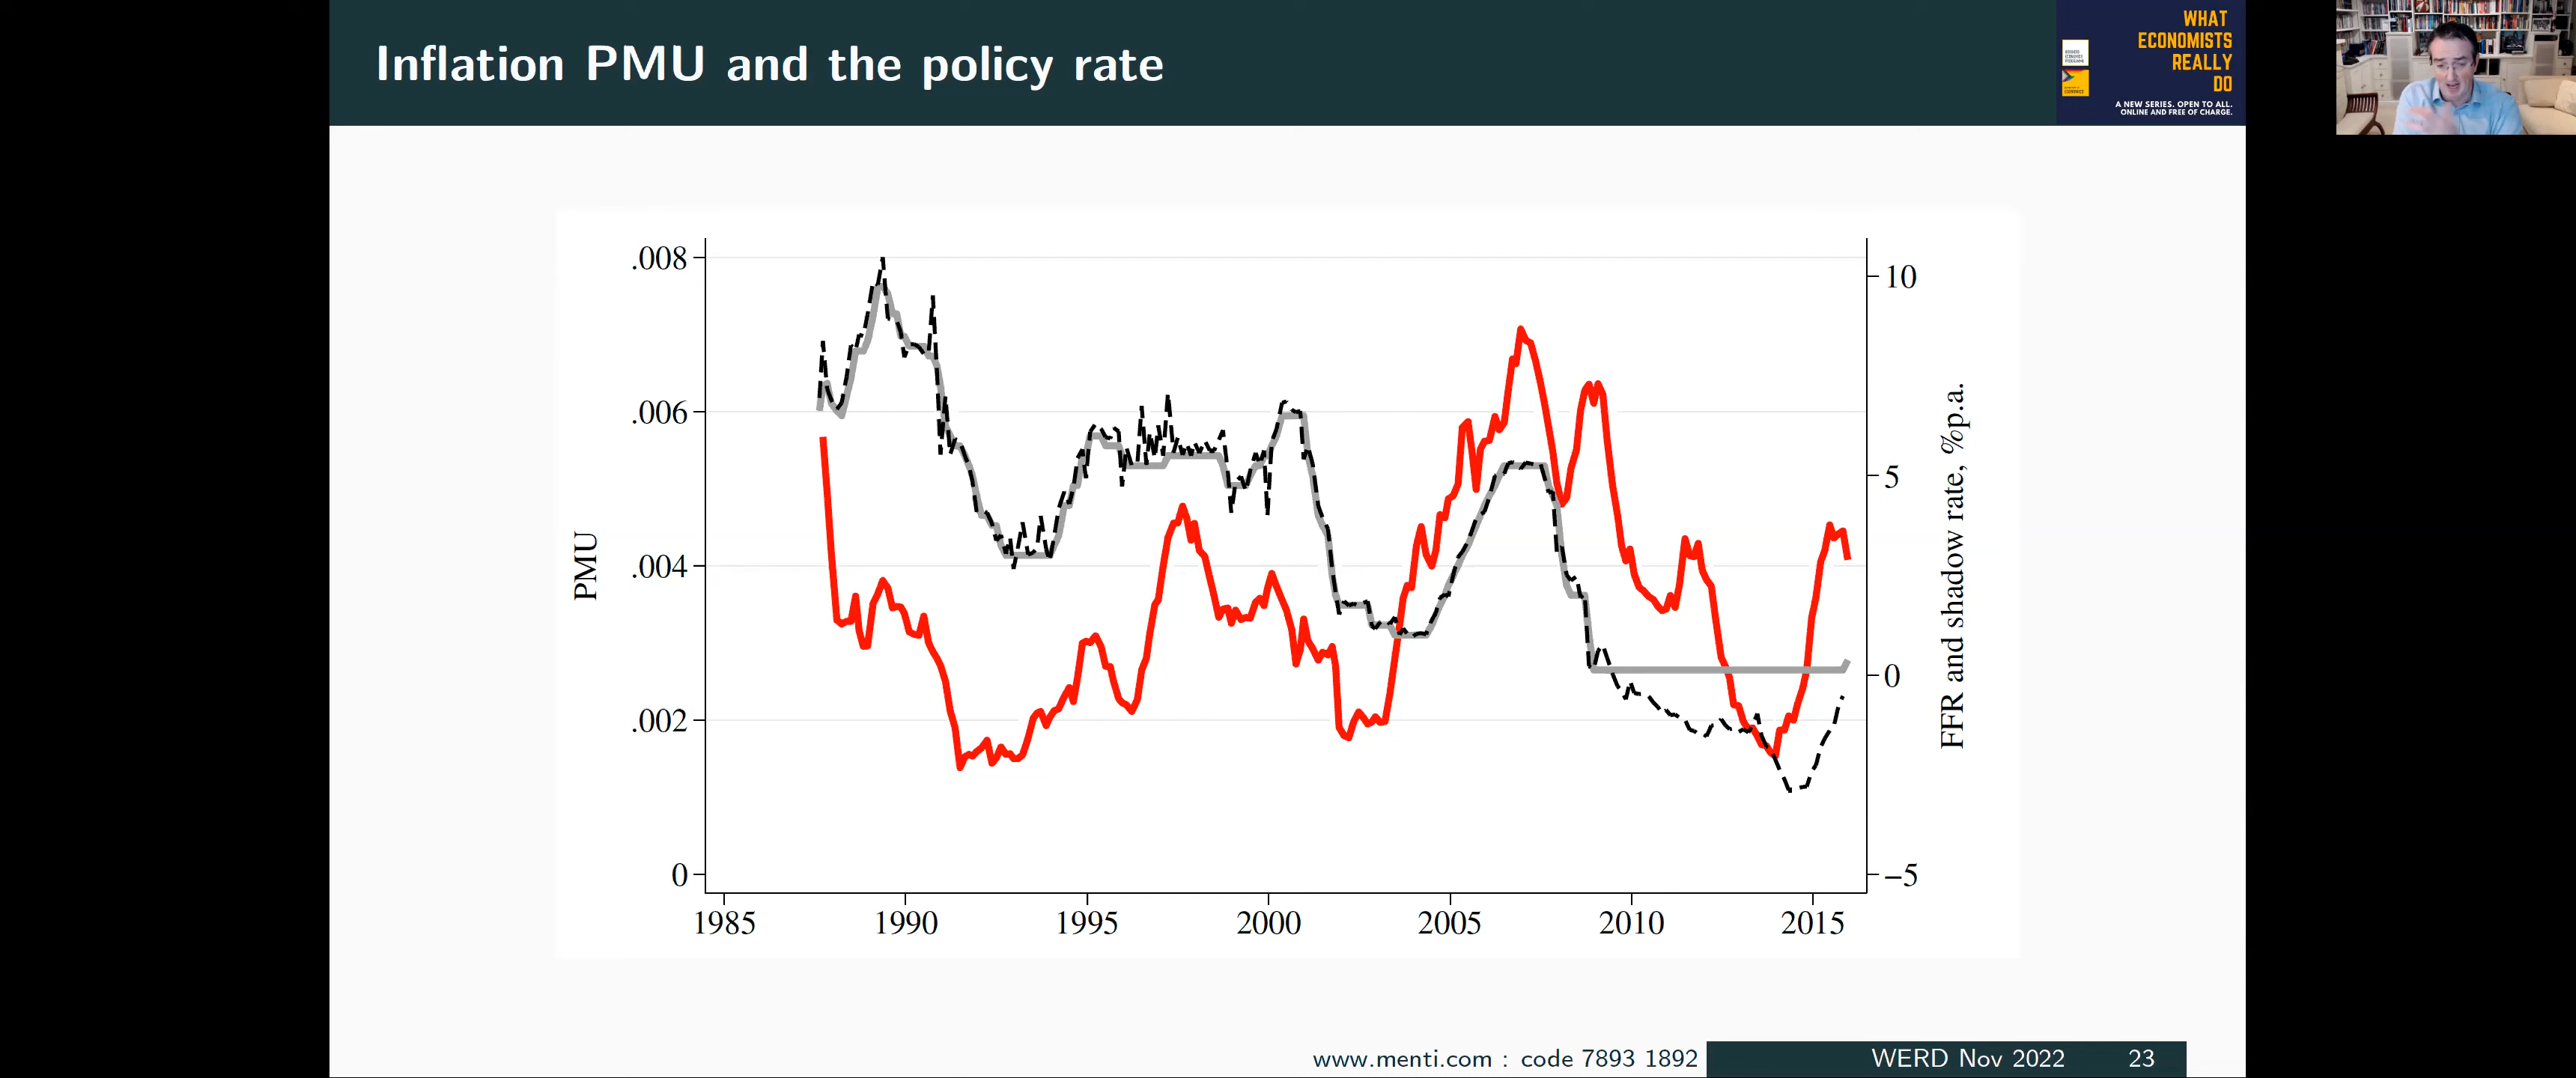 Inflation PMU and the policy rate
WHAT
ECONOMISTS
REALLY
DO
A NEW SERIES. OPEN TO ALL.
ONLINE AND FREE OF CHARGE.
PMU
.008
.006
.004
.002
0
10
5
0
−5
FFR and shadow rate, %p.a.
1985
1990
1995
2000
2005
2010
2015
www.menti.com : code 7893 1892
WERD Nov 2022
23